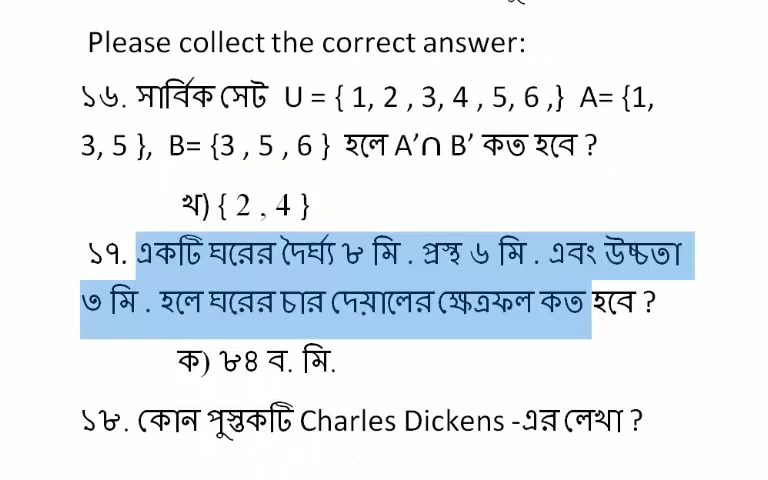 Please collect the correct answer:
১৬. সার্বিক সেট U = { 1, 2 , 3, 4 , 5, 6 ,} A= {1,
3, 5 }, B= {3 , 5 , 6 } হলে A’∩ B’ কত হবে ?
খ) { 2 , 4 }
১৭. একটি ঘরের দৈর্ঘ্য ৮ মি . প্রস্থ ৬ মি . এবং উচ্চতা
৩ মি . হলে ঘরের চার দেয়ালের ক্ষেত্রফল কত হবে ?
ক) ৮৪ ব. মি.
১৮. কোন পুস্তকটি Charles Dickens -এর লেখা ?